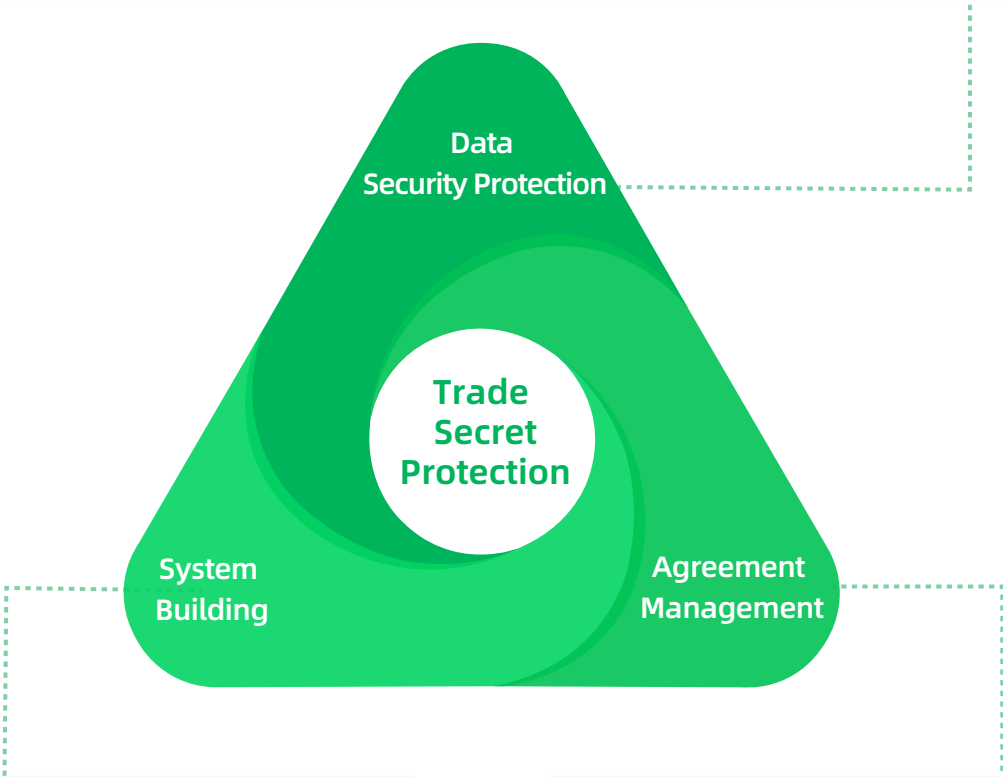 Data
Security Protection
Trade
Secret
Protection
System
Building
Agreement
Management